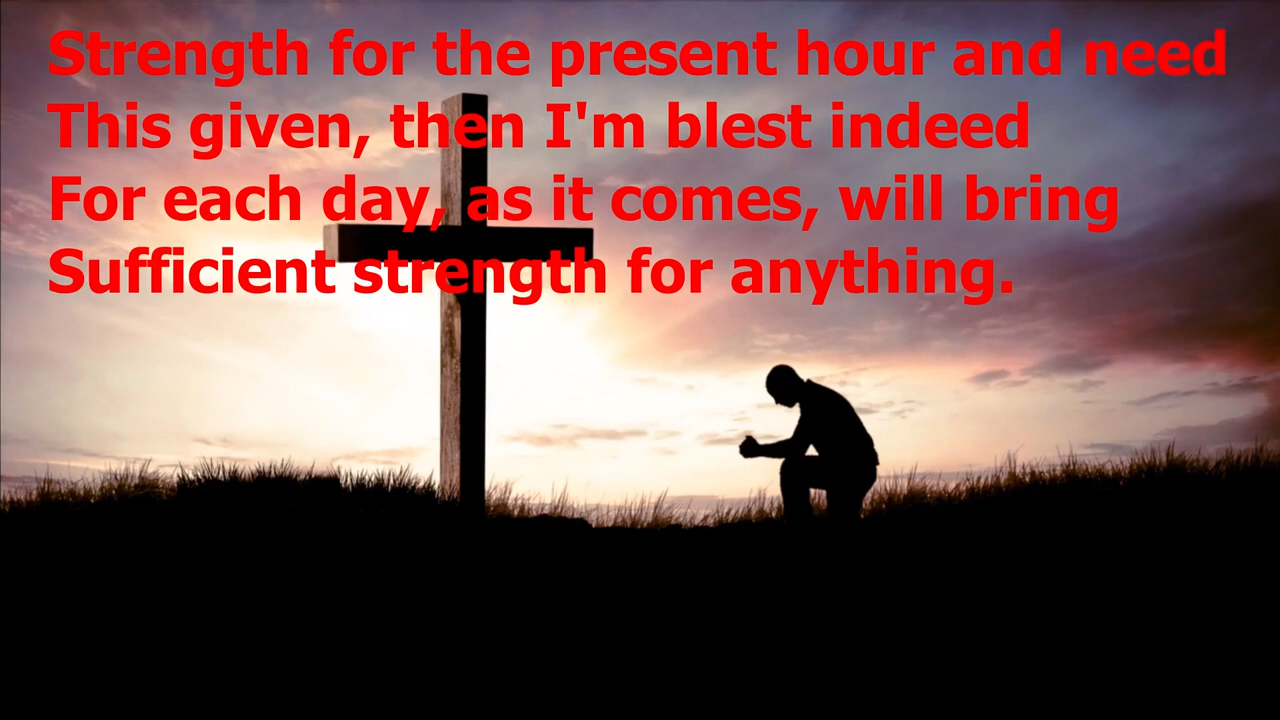 Strength for the present hour and need
This given, then I'm blest indeed
For each day, as it comes, will bring
Sufficient strength for anything.